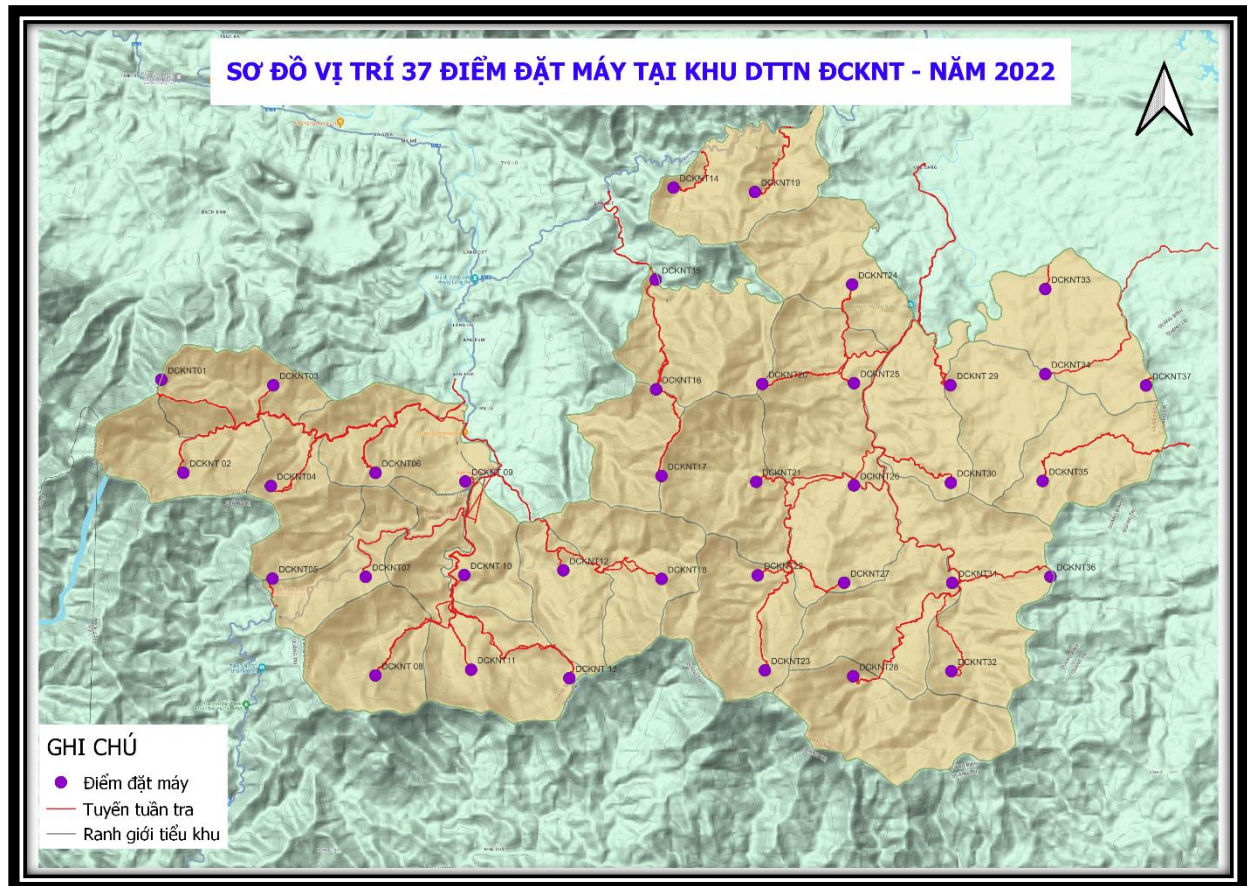 SƠ ĐỒ VỊ TRÍ 37 ĐIỂM ĐẶT MÁY TẠI KHU DTTN ĐCKNT - NĂM 2022
DCKNT14
DCKNT19
DCKNT15
DCKNT24
DCKNT33
DCKNT01
DCKNT03
DCKNT16
DCKNT20
DCKNT25
DCKNT 29
DCKNT34
DCKNT37
DCKNT 02
DCKNT04
DCKNT06
DCKNT 09
DCKNT17
DCKNT21
DCKNT26
DCKNT30
DCKNT35
DCKNT05
DCKNT07
DCKNT 10
DCKNT12
DCKNT18
DCKNT22
DCKNT27
DCKNT31
DCKNT36
DCKNT 08
DCKNT11
DCKNT 13
DCKNT23
DCKNT28
DCKNT32
GHI CHÚ
Điểm đặt máy
Tuyến tuần tra
Ranh giới tiểu khu